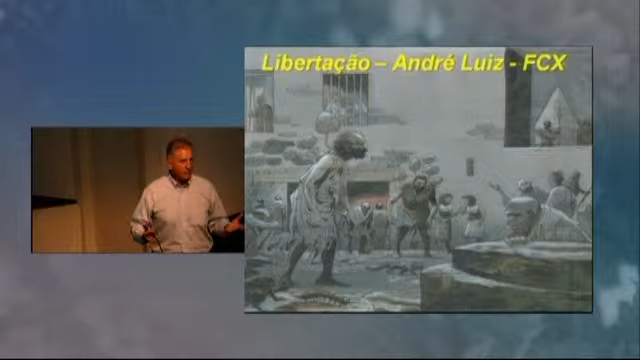 Libertação – André Luiz - FCX